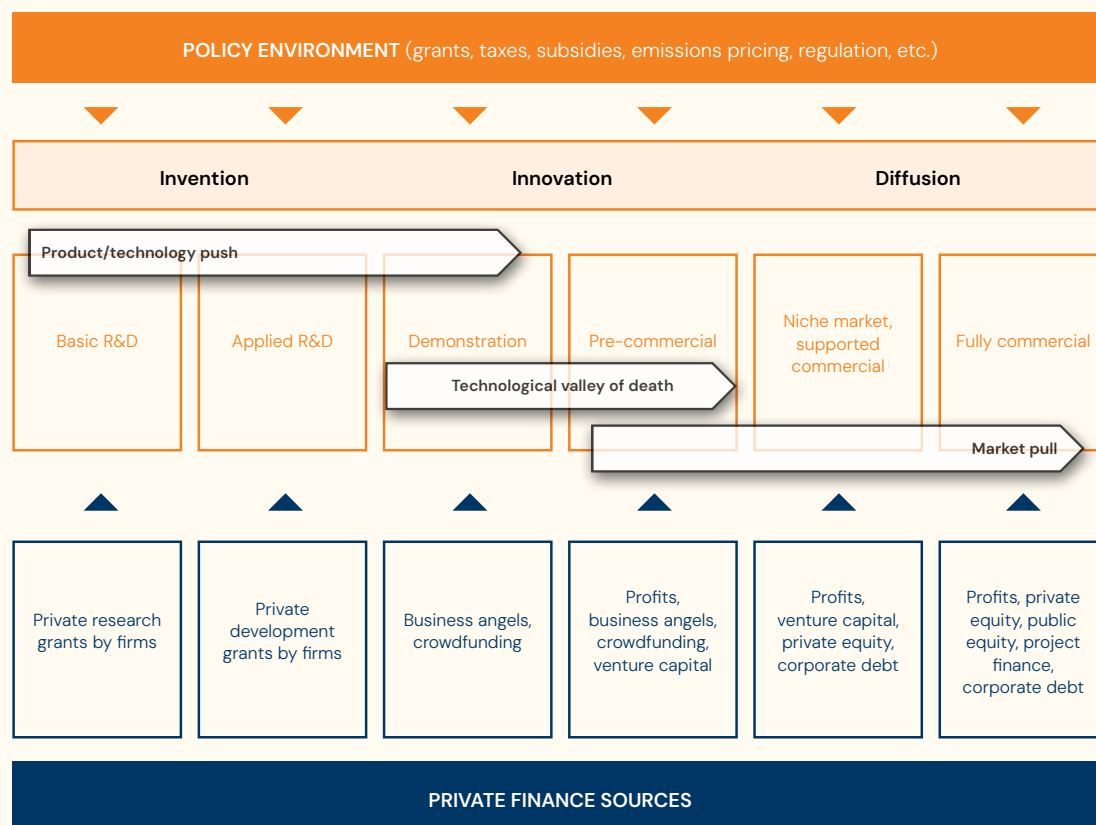 POLICY ENVIRONMENT (grants, taxes, subsidies, emissions pricing, regulation, etc.)
Invention
Innovation
Diffusion
Product/technology push
Basic R&D
Applied R&D
Demonstration
Pre-commercial
Niche market,
supported
commercial
Fully commercial
Technological valley of death
Market pull
Private research
grants by firms
Private
development
grants by firms
Business angels,
crowdfunding
Profits,
business angels,
crowdfunding,
venture capital
Profits,
venture capital,
private equity,
corporate debt
Profits, private
equity, public
equity, project
finance,
corporate debt
PRIVATE FINANCE SOURCES